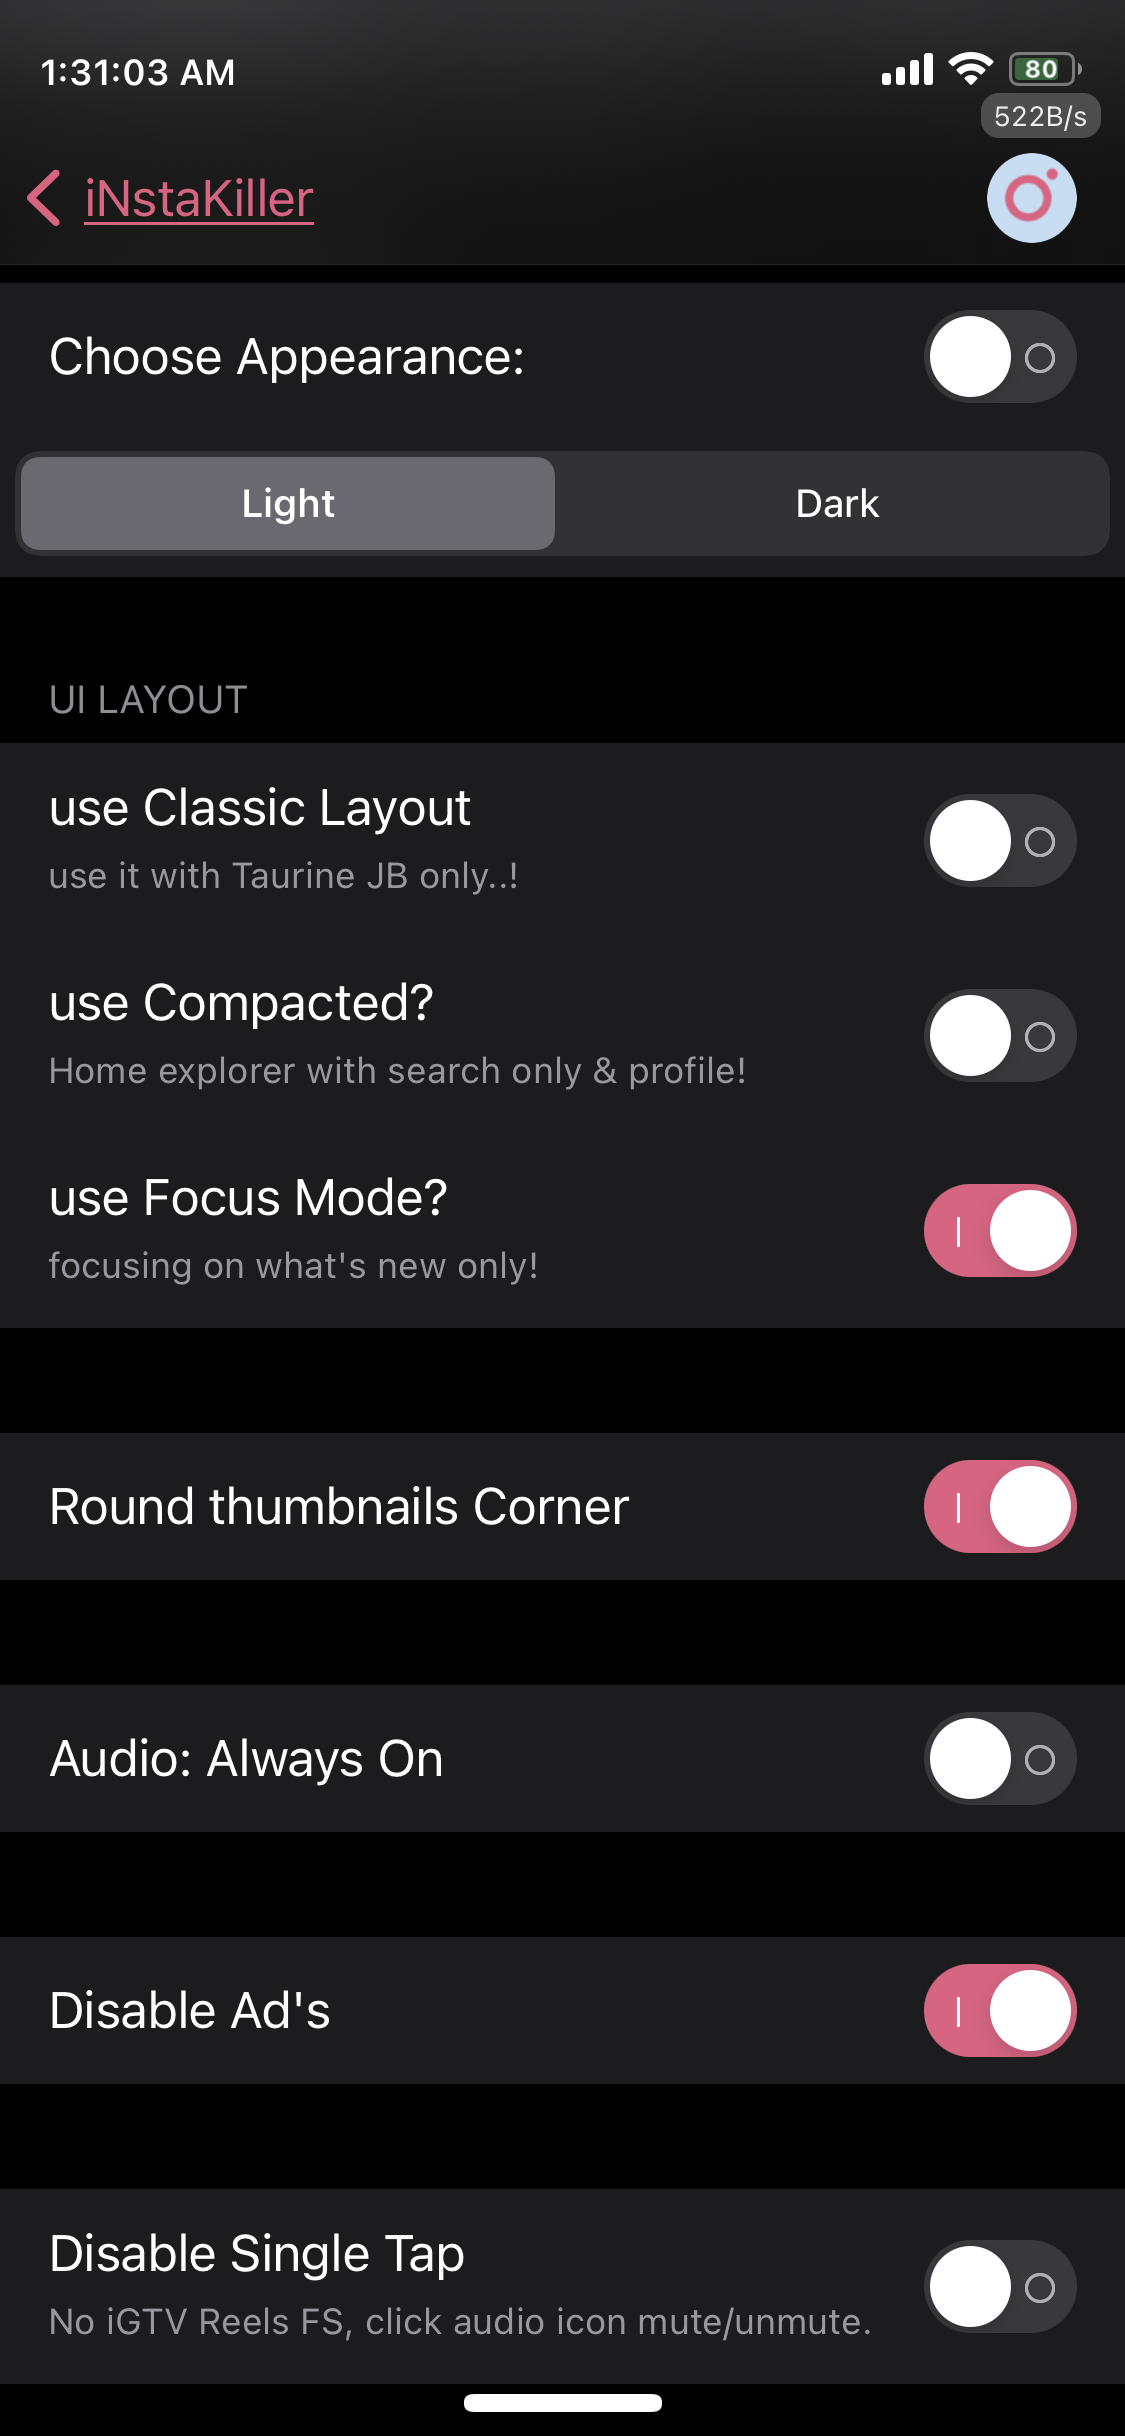 1:31:03 AM
80
522B/s
iNstaKiller
Choose Appearance:
Light
Dark
UI LAYOUT
use Classic Layout
use it with Taurine JB only..!
use Compacted?
Home explorer with search only & profile!
use Focus Mode?
focusing on what's new only!
Round thumbnails Corner
Audio: Always On
Disable Ad's
Disable Single Tap
No iGTV Reels FS, click audio icon mute/unmute.